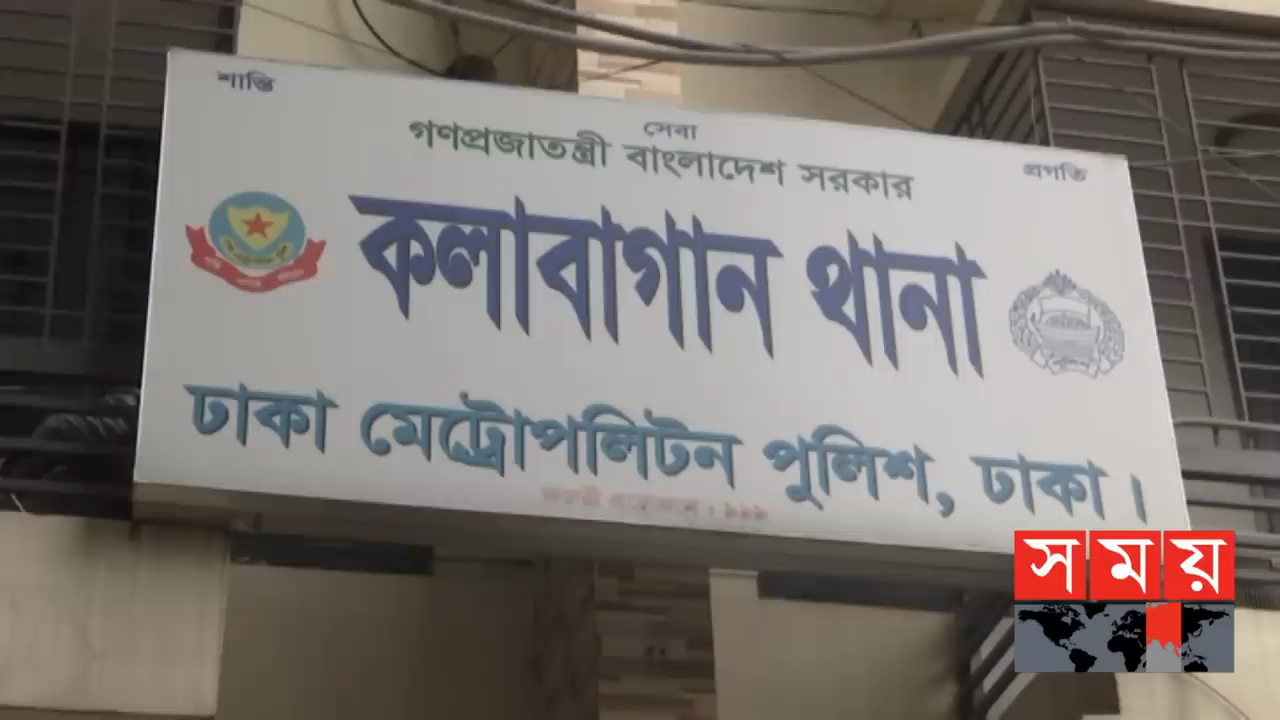 শান্তি
সেবা
প্রগতি
গণপ্রজাতন্ত্রী বাংলাদেশ সরকার
কলাবাগান থানা
ঢাকা মেট্রোপলিটন পুলিশ, ঢাকা।
সময়